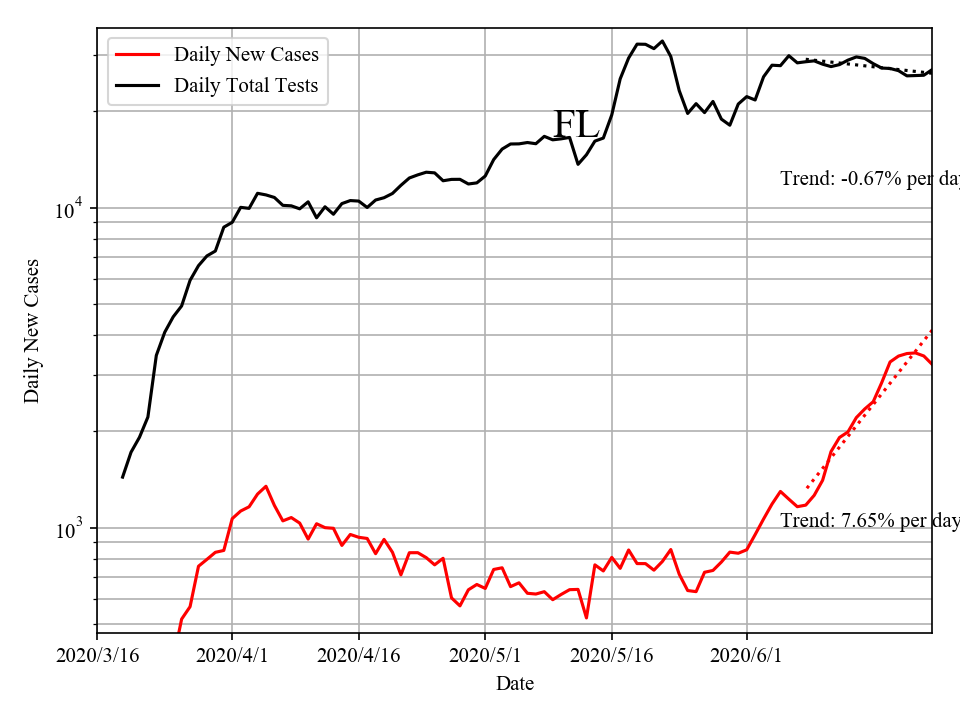 Daily New Cases
Daily Total Tests
FL
Trend: -0.67% per day
10^4
Daily New Cases
10^3
Trend: 7.65% per day
2020/3/16 2020/4/1 2020/4/16 2020/5/1 2020/5/16 2020/6/1
Date